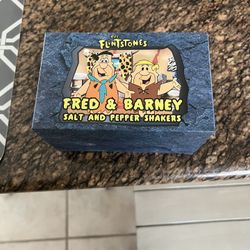 THE
FLINTSTONES
FRED & BARNEY
SALT AND PEPPER SHAKERS